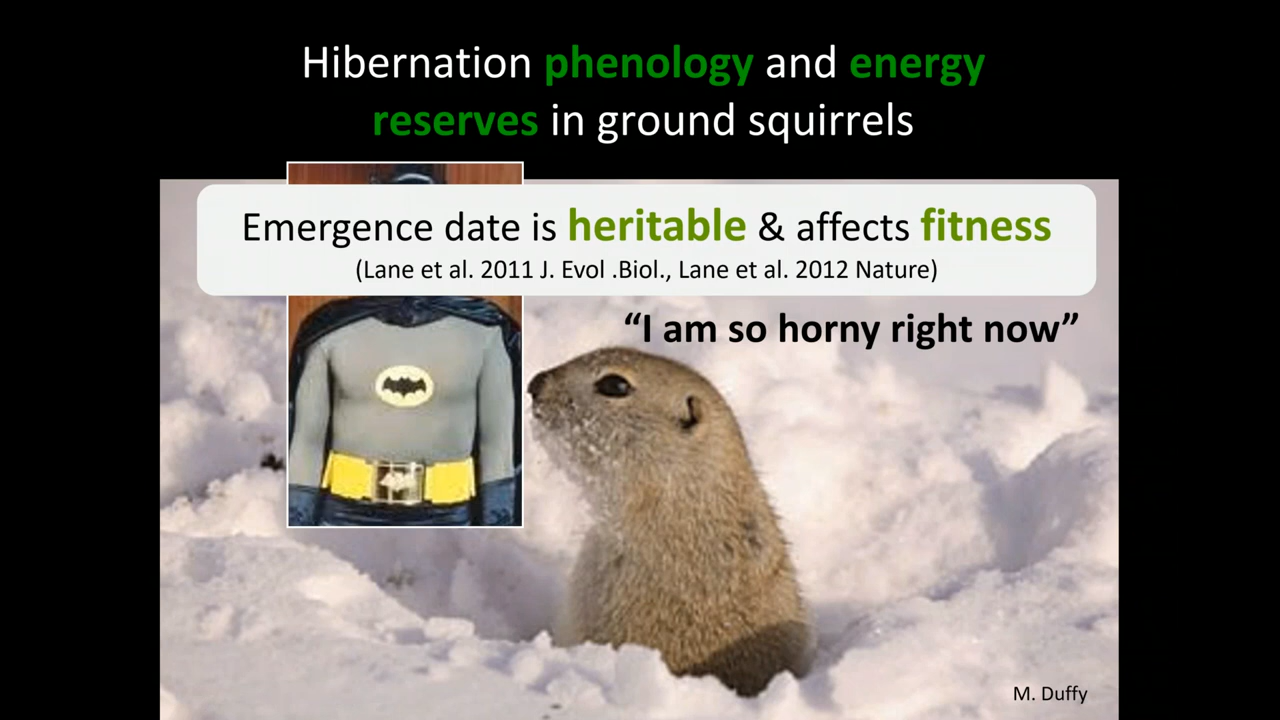 Hibernation phenology and energy
reserves in ground squirrels
Emergence date is heritable & affects fitness
(Lane et al. 2011 J. Evol .Biol., Lane et al. 2012 Nature)
“I am so horny right now”
M. Duffy